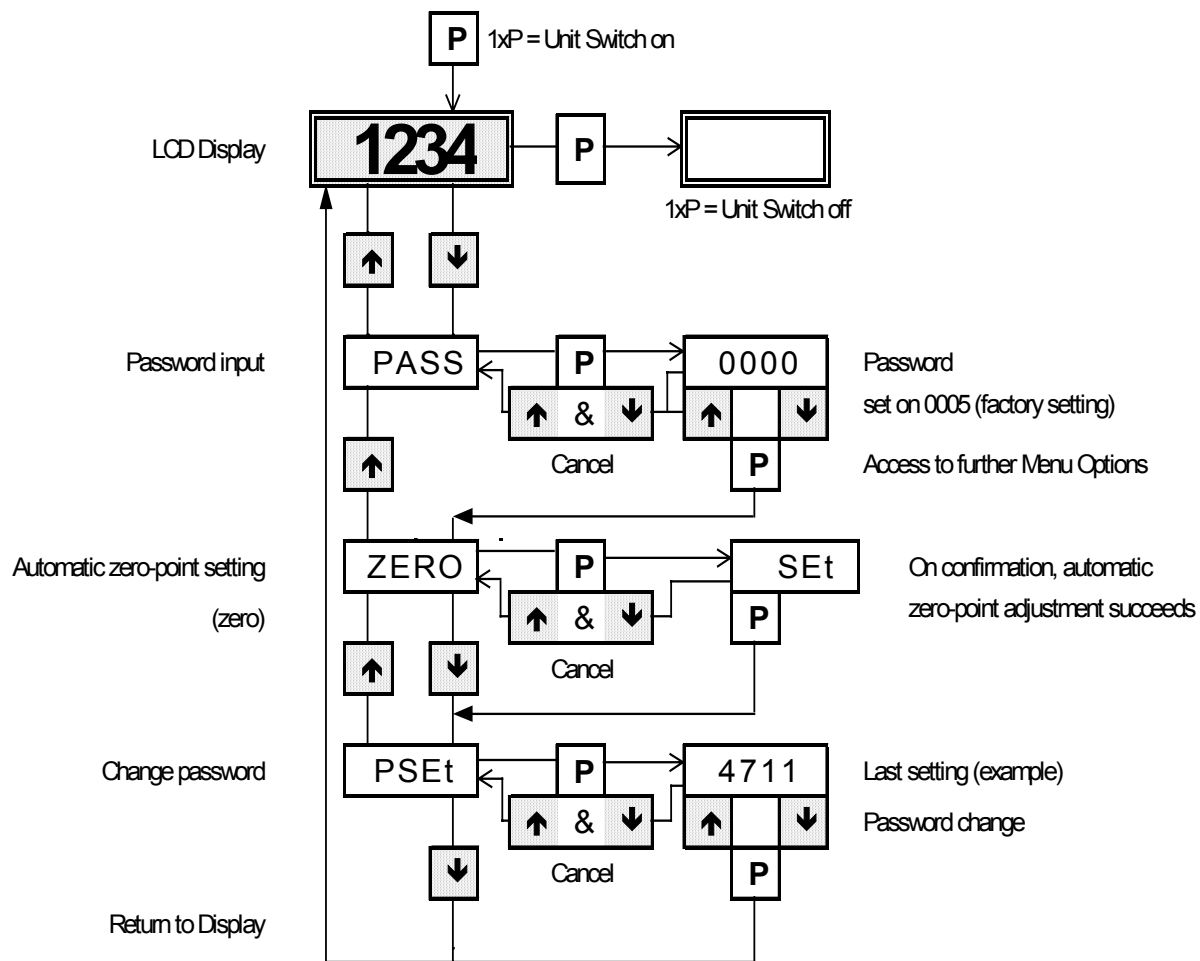 P 1xP = Unit Switch on
LCD Display 1234 P
1xP = Unit Switch off
Password input PASS P 0000 Password
& set on 0005 (factory setting)
Cancel P Access to further Menu Options
Automatic zero-point setting ZERO P SEt On confirmation, automatic
(zero) & P zero-point adjustment succeeds
Cancel
Change password PSEt P 4711 Last setting (example)
& Password change
Cancel P
Return to Display